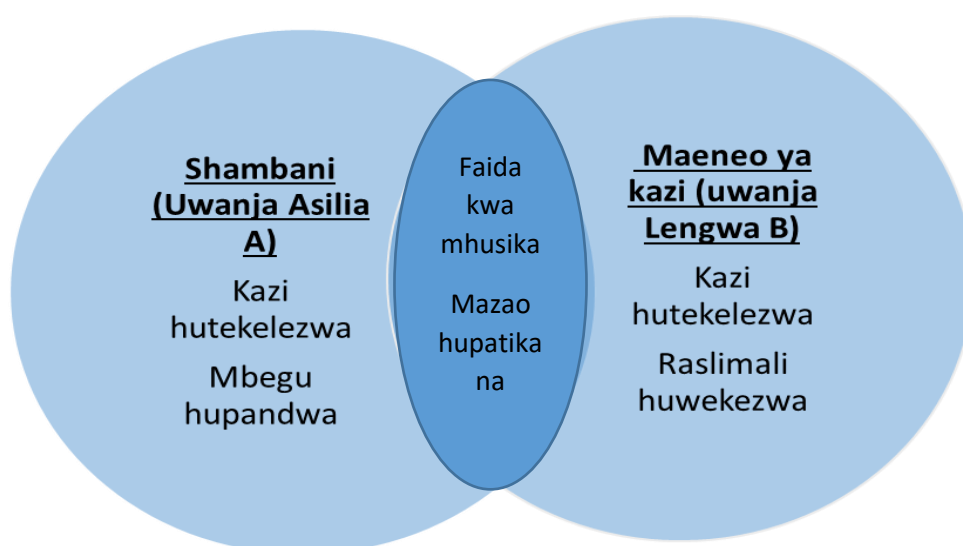 Shambani
(Uwanja Asilia
A)
Kazi
hutekelezwa
Mbegu
hupandwa
Faida
kwa
mhusika
Mazao
hupatika
na
Maeneo ya
kazi (uwanja
Lengwa B)
Kazi
hutekelezwa
Raslimali
huwekezwa